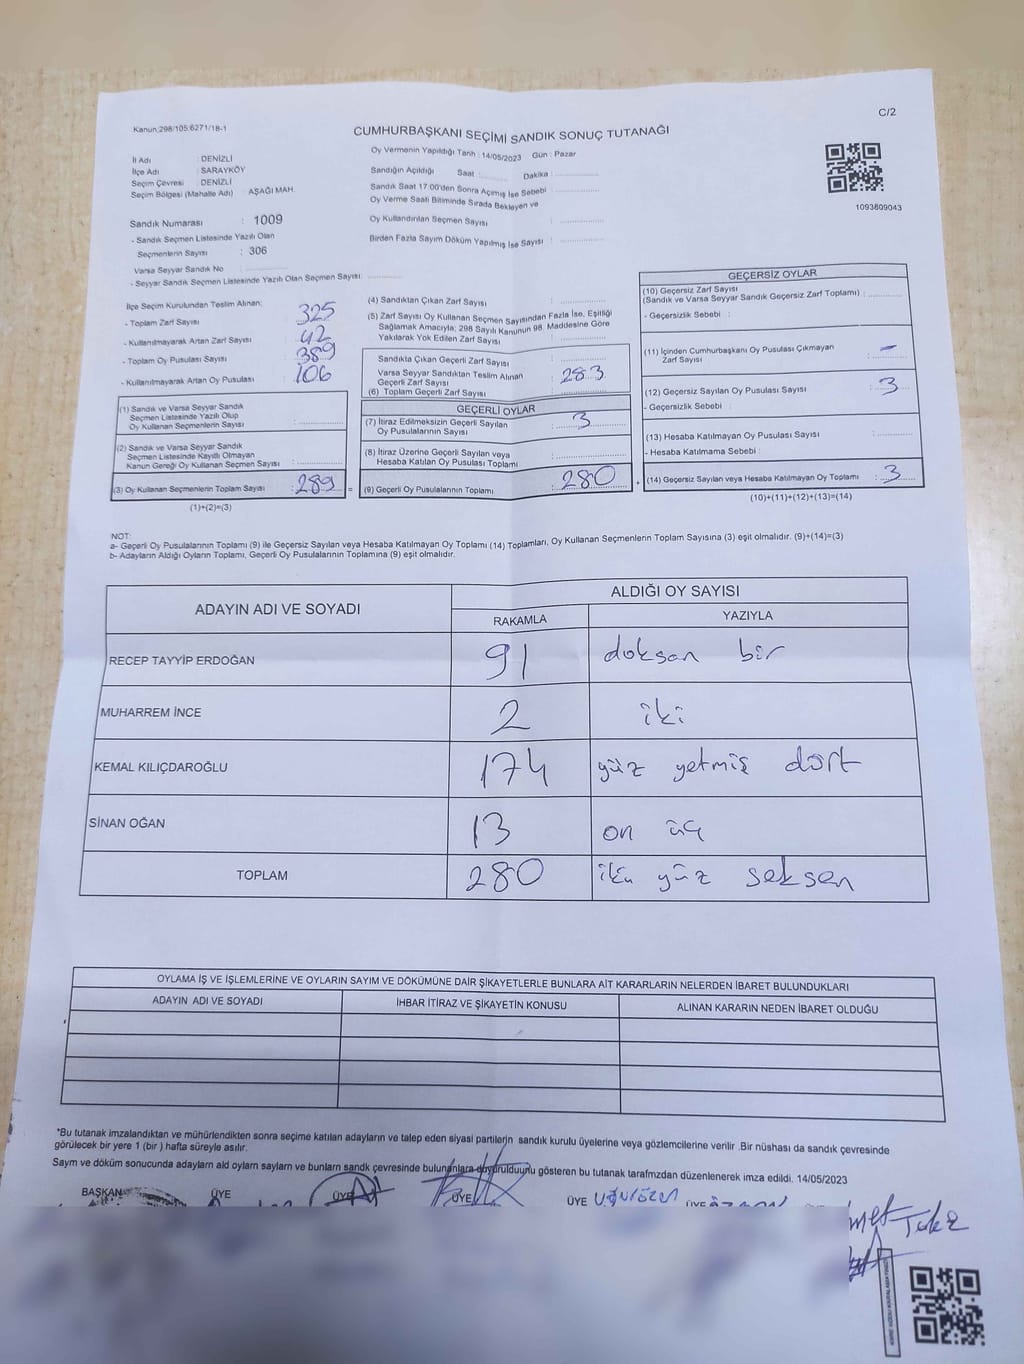 C/2
Kanun:298/105;6271/18-1
CUMHURBAŞKANI SEÇİMİ SANDIK SONUÇ TUTANAĞI
İl Adı : DENİZLİ
İlçe Adı : SARAYKÖY
Seçim Çevresi : DENİZLİ
Seçim Bölgesi (Mahalle Adı) : AŞAĞI MAH.
Sandık Numarası : 1009
- Sandık Seçmen Listesinde Yazılı Olan
Seçmenlerin Sayısı : 306
Varsa Seyyar Sandık No :
- Seyyar Sandık Seçmen Listesinde Yazılı Olan Seçmen Sayısı:
Oy Vermenin Yapıldığı Tarih : 14/05/2023 Gün : Pazar
Sandığın Açıldığı Saat : Dakika :
Sandık Saat 17:00'den Sonra Açılmış İse Sebebi :
Oy Verme Saati Bitiminde Sırada Bekleyen ve
Oy Kullandırılan Seçmen Sayısı :
Birden Fazla Sayım Döküm Yapılmış İse Sayısı :
1093809043
İlçe Seçim Kurulundan Teslim Alınan:
- Toplam Zarf Sayısı : 325
- Kullanılmayarak Artan Zarf Sayısı : 42
- Toplam Oy Pusulası Sayısı : 389
- Kullanılmayarak Artan Oy Pusulası : 106
(1) Sandık ve Varsa Seyyar Sandık
Seçmen Listesinde Yazılı Olup
Oy Kullanan Seçmenlerin Sayısı :
(2) Sandık ve Varsa Seyyar Sandık
Seçmen Listesinde Kayıtlı Olmayan
Kanun Gereği Oy Kullanan Seçmen Sayısı :
(3) Oy Kullanan Seçmenlerin Toplam Sayısı : 289 =
(1)+(2)=(3)
(4) Sandıktan Çıkan Zarf Sayısı :
(5) Zarf Sayısı Oy Kullanan Seçmen Sayısından Fazla İse, Eşitliği
Sağlamak Amacıyla; 298 Sayılı Kanunun 98. Maddesine Göre
Yakılarak Yok Edilen Zarf Sayısı :
Sandıkta Çıkan Geçerli Zarf Sayısı :
Varsa Seyyar Sandıktan Teslim Alınan
Geçerli Zarf Sayısı : 283
(6) Toplam Geçerli Zarf Sayısı :
GEÇERLİ OYLAR
(7) İtiraz Edilmeksizin Geçerli Sayılan
Oy Pusulalarının Sayısı : 3
(8) İtiraz Üzerine Geçerli Sayılan veya
Hesaba Katılan Oy Pusulası Toplamı :
(9) Geçerli Oy Pusulalarının Toplamı : 280 +
GEÇERSİZ OYLAR
(10) Geçersiz Zarf Sayısı
(Sandık ve Varsa Seyyar Sandık Geçersiz Zarf Toplamı) :
- Geçersizlik Sebebi :
(11) İçinden Cumhurbaşkanı Oy Pusulası Çıkmayan
Zarf Sayısı : -
(12) Geçersiz Sayılan Oy Pusulası Sayısı : 3
- Geçersizlik Sebebi :
(13) Hesaba Katılmayan Oy Pusulası Sayısı :
- Hesaba Katılmama Sebebi :
(14) Geçersiz Sayılan veya Hesaba Katılmayan Oy Toplamı : 3
(10)+(11)+(12)+(13)=(14)
NOT:
a- Geçerli Oy Pusulalarının Toplamı (9) ile Geçersiz Sayılan veya Hesaba Katılmayan Oy Toplamı (14) Toplamları, Oy Kullanan Seçmenlerin Toplam Sayısına (3) eşit olmalıdır. (9)+(14)=(3)
b- Adayların Aldığı Oyların Toplamı, Geçerli Oy Pusulalarının Toplamına (9) eşit olmalıdır.
ADAYIN ADI VE SOYADI ALDIĞI OY SAYISI
RAKAMLA YAZIYLA
RECEP TAYYİP ERDOĞAN 91 doksan bir
MUHARREM İNCE 2 iki
KEMAL KILIÇDAROĞLU 174 yüz yetmiş dört
SİNAN OĞAN 13 on üç
TOPLAM 280 iki yüz seksen
OYLAMA İŞ VE İŞLEMLERİNE VE OYLARIN SAYIM VE DÖKÜMÜNE DAİR ŞİKAYETLERLE BUNLARA AİT KARARLARIN NELERDEN İBARET BULUNDUKLARI
ADAYIN ADI VE SOYADI İHBAR İTİRAZ VE ŞİKAYETİN KONUSU ALINAN KARARIN NEDEN İBARET OLDUĞU
*Bu tutanak imzalandıktan ve mühürlendikten sonra seçime katılan adayların ve talep eden siyasi partilerin sandık kurulu üyelerine veya gözlemcilerine verilir .Bir nüshası da sandık çevresinde
görülecek bir yere 1 (bir ) hafta süreyle asılır.
Sayım ve döküm sonucunda adayların ald oyların sayları ve bunların sandk çevresinde bulunanlara duyurulduunu gösteren bu tutanak tarafmzdan düzenlenerek imza edildi. 14/05/2023
BAŞKAN ÜYE ÜYE ÜYE ÜYE ÜYE